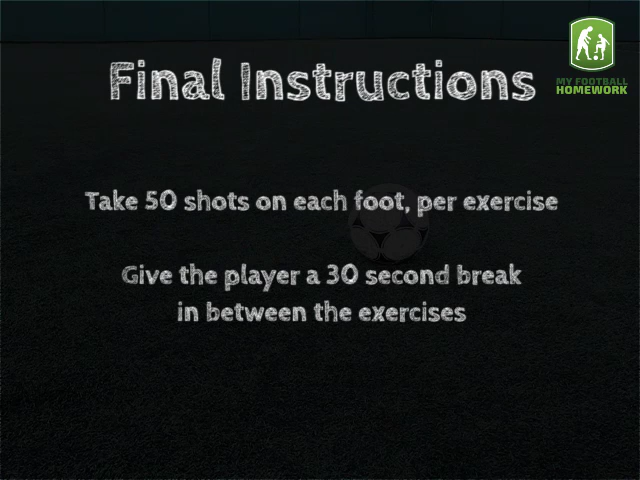 Final Instructions
MY FOOTBALL
HOMEWORK
Take 50 shots on each foot, per exercise
Give the player a 30 second break
in between the exercises